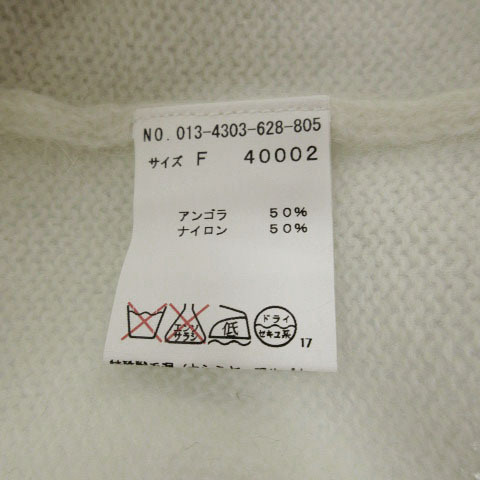 NO. 013-4303-628-805
サイズ F 40002
アンゴラ 50%
ナイロン 50%
エンソ サラシ 低 ドライ セキユ系 17